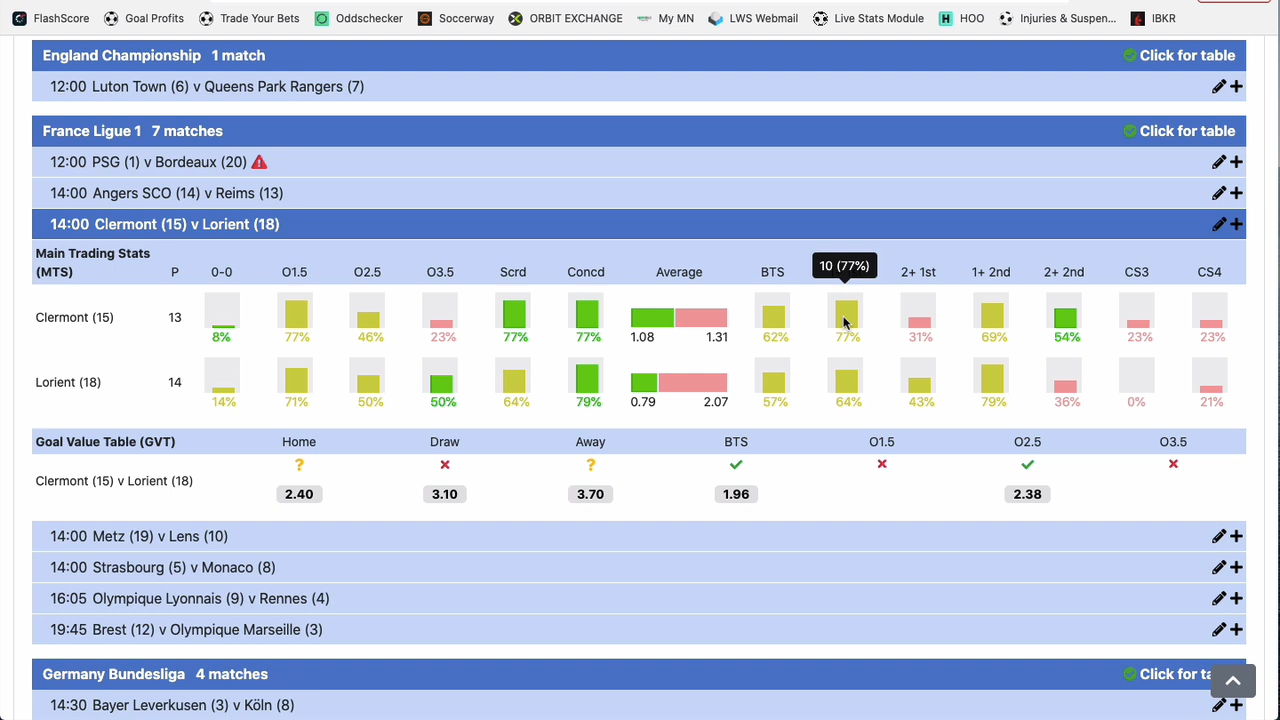 FlashScore Goal Profits Trade Your Bets Oddschecker Soccerway ORBIT EXCHANGE My MN LWS Webmail Live Stats Module H HOO Injuries & Suspen... IBKR
England Championship 1 match Click for table
12:00 Luton Town (6) v Queens Park Rangers (7)
France Ligue 1 7 matches Click for table
12:00 PSG (1) v Bordeaux (20)
14:00 Angers SCO (14) v Reims (13)
14:00 Clermont (15) v Lorient (18)
Main Trading Stats
(MTS) P 0-0 O1.5 O2.5 O3.5 Scrd Concd Average BTS 10 (77%) 2+ 1st 1+ 2nd 2+ 2nd CS3 CS4
Clermont (15) 13 8% 77% 46% 23% 77% 77% 1.08 1.31 62% 77% 31% 69% 54% 23% 23%
Lorient (18) 14 14% 71% 50% 50% 64% 79% 0.79 2.07 57% 64% 43% 79% 36% 0% 21%
Goal Value Table (GVT) Home Draw Away BTS O1.5 O2.5 O3.5
? ?
Clermont (15) v Lorient (18)
2.40 3.10 3.70 1.96 2.38
14:00 Metz (19) v Lens (10)
14:00 Strasbourg (5) v Monaco (8)
16:05 Olympique Lyonnais (9) v Rennes (4)
19:45 Brest (12) v Olympique Marseille (3)
Germany Bundesliga 4 matches Click for
14:30 Bayer Leverkusen (3) v Köln (8)